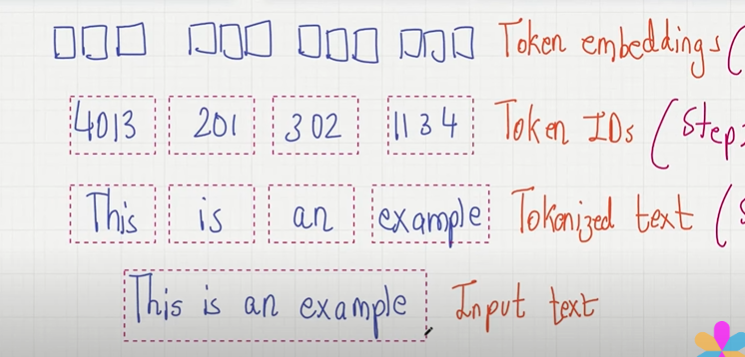 Token embeddings (
4013 201 302 1134 Token IDs (Step
This is an example Tokenized text (
This is an example Input text